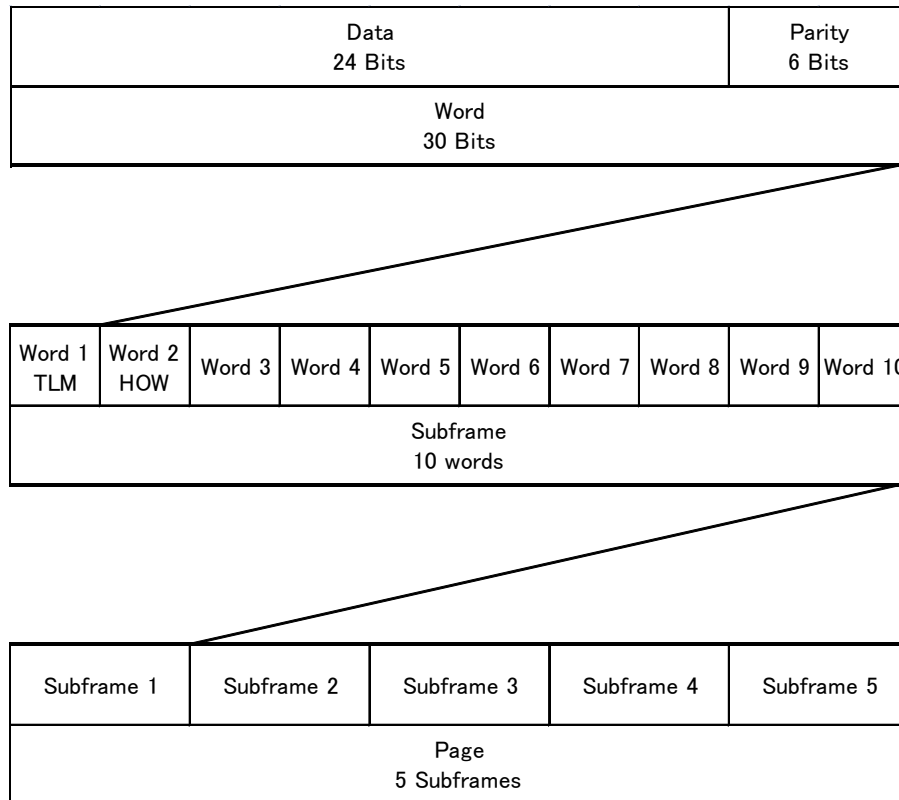 Data
24 Bits
Parity
6 Bits
Word
30 Bits
Word 1
TLM
Word 2
HOW
Word 3
Word 4
Word 5
Word 6
Word 7
Word 8
Word 9
Word 10
Subframe
10 words
Subframe 1
Subframe 2
Subframe 3
Subframe 4
Subframe 5
Page
5 Subframes